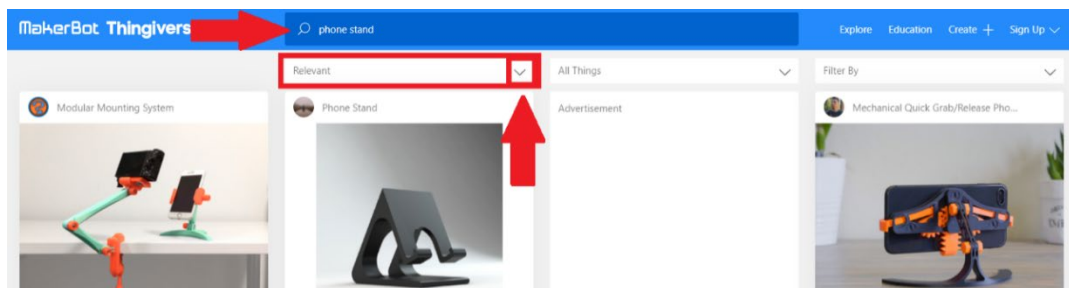 MakerBot Thingivers
phone stand
Explore Education Create Sign Up
Relevant
All Things
Filter By
Modular Mounting System
Phone Stand
Advertisement
Mechanical Quick Grab/Release Pho...